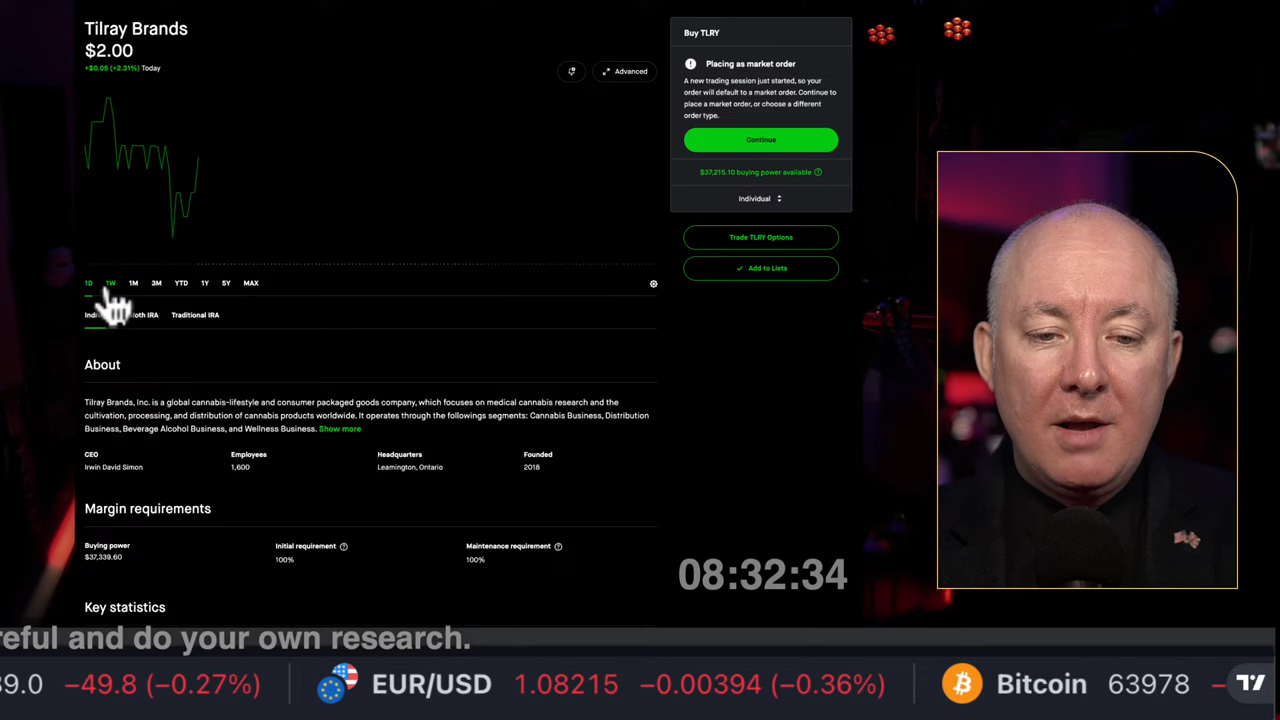 Tilray Brands
$2.00
+$0.05 (+2.31%) Today
Advanced
1D 1W 1M 3M YTD 1Y 5Y MAX
Traditional IRA
About
Tilray Brands, Inc. is a global cannabis-lifestyle and consumer packaged goods company, which focuses on medical cannabis research and the
cultivation, processing, and distribution of cannabis products worldwide. It operates through the followings segments: Cannabis Business, Distribution
Business, Beverage Alcohol Business, and Wellness Business. Show more
CEO Employees Headquarters Founded
Irwin David Simon 1,600 Leamington, Ontario 2018
Margin requirements
Buying power Initial requirement Maintenance requirement
$37,339.60 100% 100%
Key statistics
Buy TLRY
Placing as market order
A new trading session just started, so your
order will default to a market order. Continue to
place a market order, or choose a different
order type.
Continue
$37,215.10 buying power available
Individual
Trade TLRY Options
Add to Lists
08:32:34
and do your own research.
−49.8 (−0.27%) EUR/USD 1.08215 −0.00394 (−0.36%) Bitcoin 63978